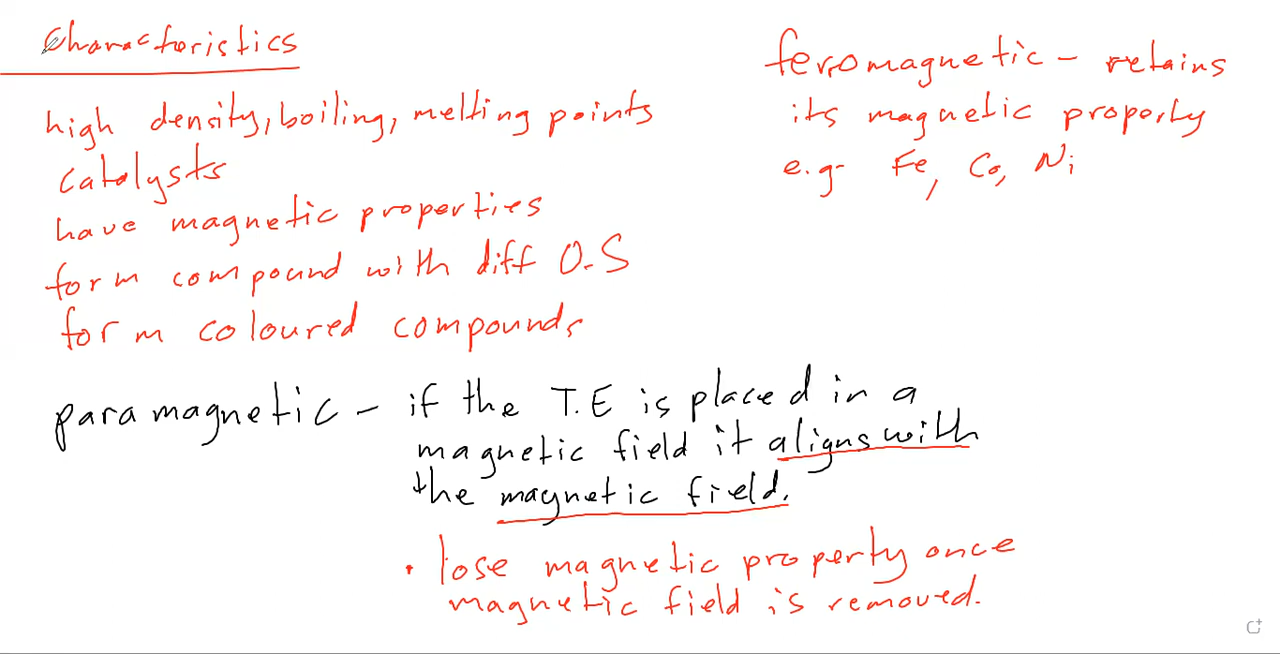 Characteristics
high density, boiling, melting points
catalysts
have magnetic properties
form compound with diff O.S
form coloured compounds
ferromagnetic - retains
its magnetic property
e.g. Fe, Co, Ni
paramagnetic - if the T.E is placed in a
magnetic field it aligns with
the magnetic field.
• lose magnetic property once
magnetic field is removed.